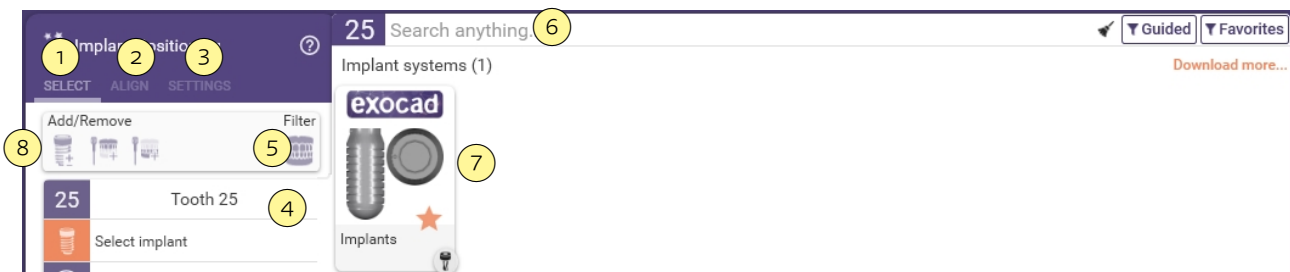 25 Search anything. 6 Guided Favorites
Implant Positioning
1 2 3
SELECT ALIGN SETTINGS
Implant systems (1) Download more...
exocad
Add/Remove Filter
8 5 7
25 Tooth 25 4
Select implant
Implants